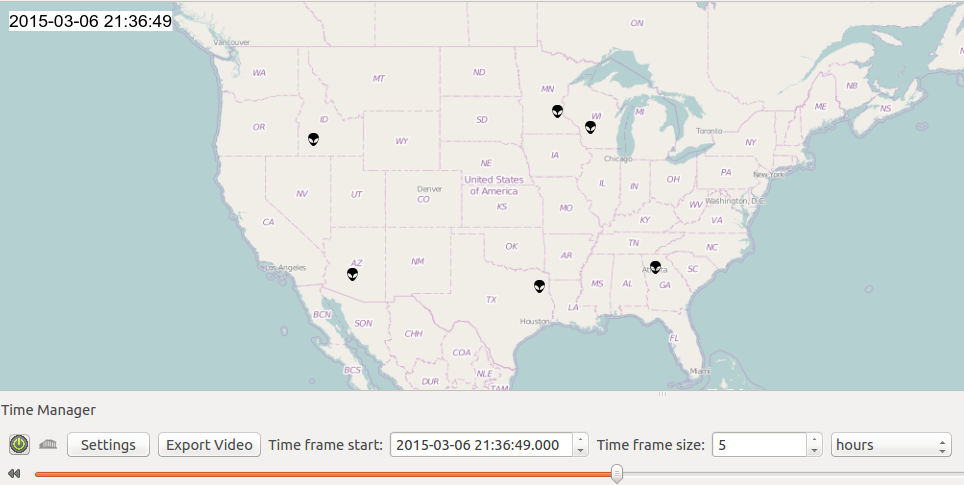 2015-03-06 21:36:49
ON
Vancouver
WA
MT
ND
MN
NB
ME
NS
OR
ID
SD
WI
MI
Toronto
WY
NY
IA
Chicago
NE
PA
New York
NV
UT
Denver
CO
United States
of America
IL
IN
OH
Washington, D.C.
WV
KS
MO
KY
VA
CA
OK
TN
NC
Los Angeles
AZ
NM
AR
Atlanta
SC
TX
MS
AL
GA
LA
Houston
BCN
SON
CHH
FL
COA
BCS
Miami
DUR
NLE
TAM
Time Manager
Settings
Export Video
Time frame start:
2015-03-06 21:36:49.000
Time frame size:
5
hours